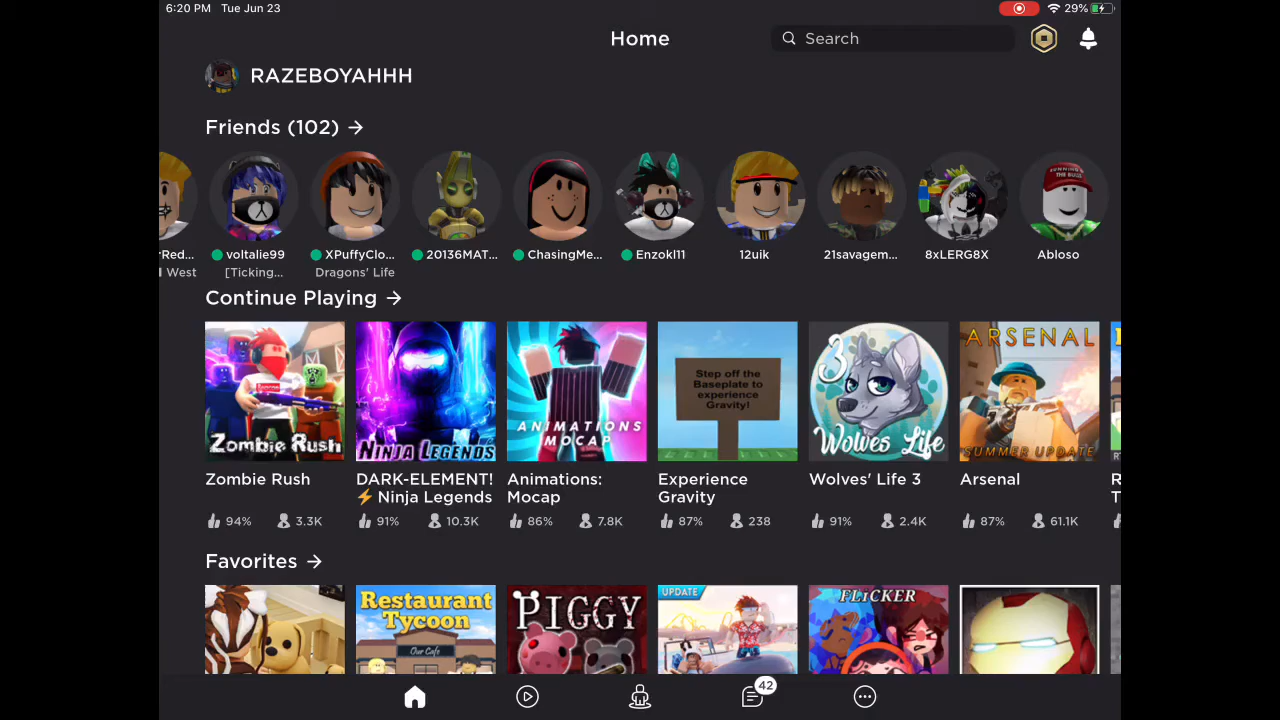 6:20 PM Tue Jun 23
29%
Home
Search
RAZEBOYAHHH
Friends (102)
Red... voltalie99 XPuffyClo... 20136MAT... ChasingMe... Enzokl11 12uik 21savagem... 8xLERG8X Abloso
West [Ticking... Dragons' Life
Continue Playing
Zombie Rush
NINJA LEGENDS
ANIMATIONS
MOCAP
Step off the
Baseplate to
experience
Gravity!
3
Wolves Life
ARSENAL
SUMMER UPDATE
Zombie Rush
DARK-ELEMENT!
⚡ Ninja Legends
Animations:
Mocap
Experience
Gravity
Wolves' Life 3
Arsenal
94% 3.3K 91% 10.3K 86% 7.8K 87% 238 91% 2.4K 87% 61.1K
Favorites
Restaurant
Tycoon
Our Cafe
PIGGY
UPDATE
FLICKER
42